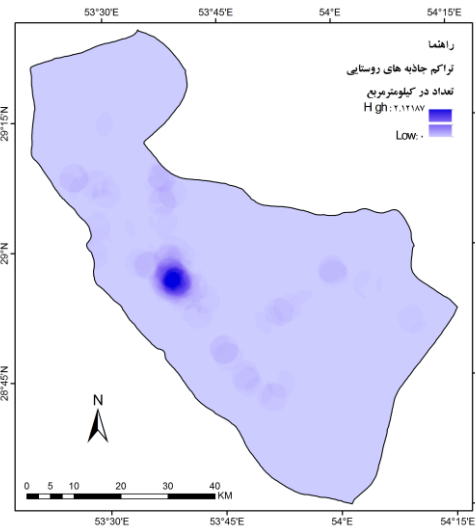 53°30'E 53°45'E 54°E 54°15'E
راهنما
تراکم جاذبه های روستایی
تعداد در کیلومترمربع
H gh : ۲.۱۲۱۸۷
Low: ۰
29°15'N
29°N
28°45'N
N
0 5 10 20 30 40
KM
53°30'E 53°45'E 54°E 54°15'E